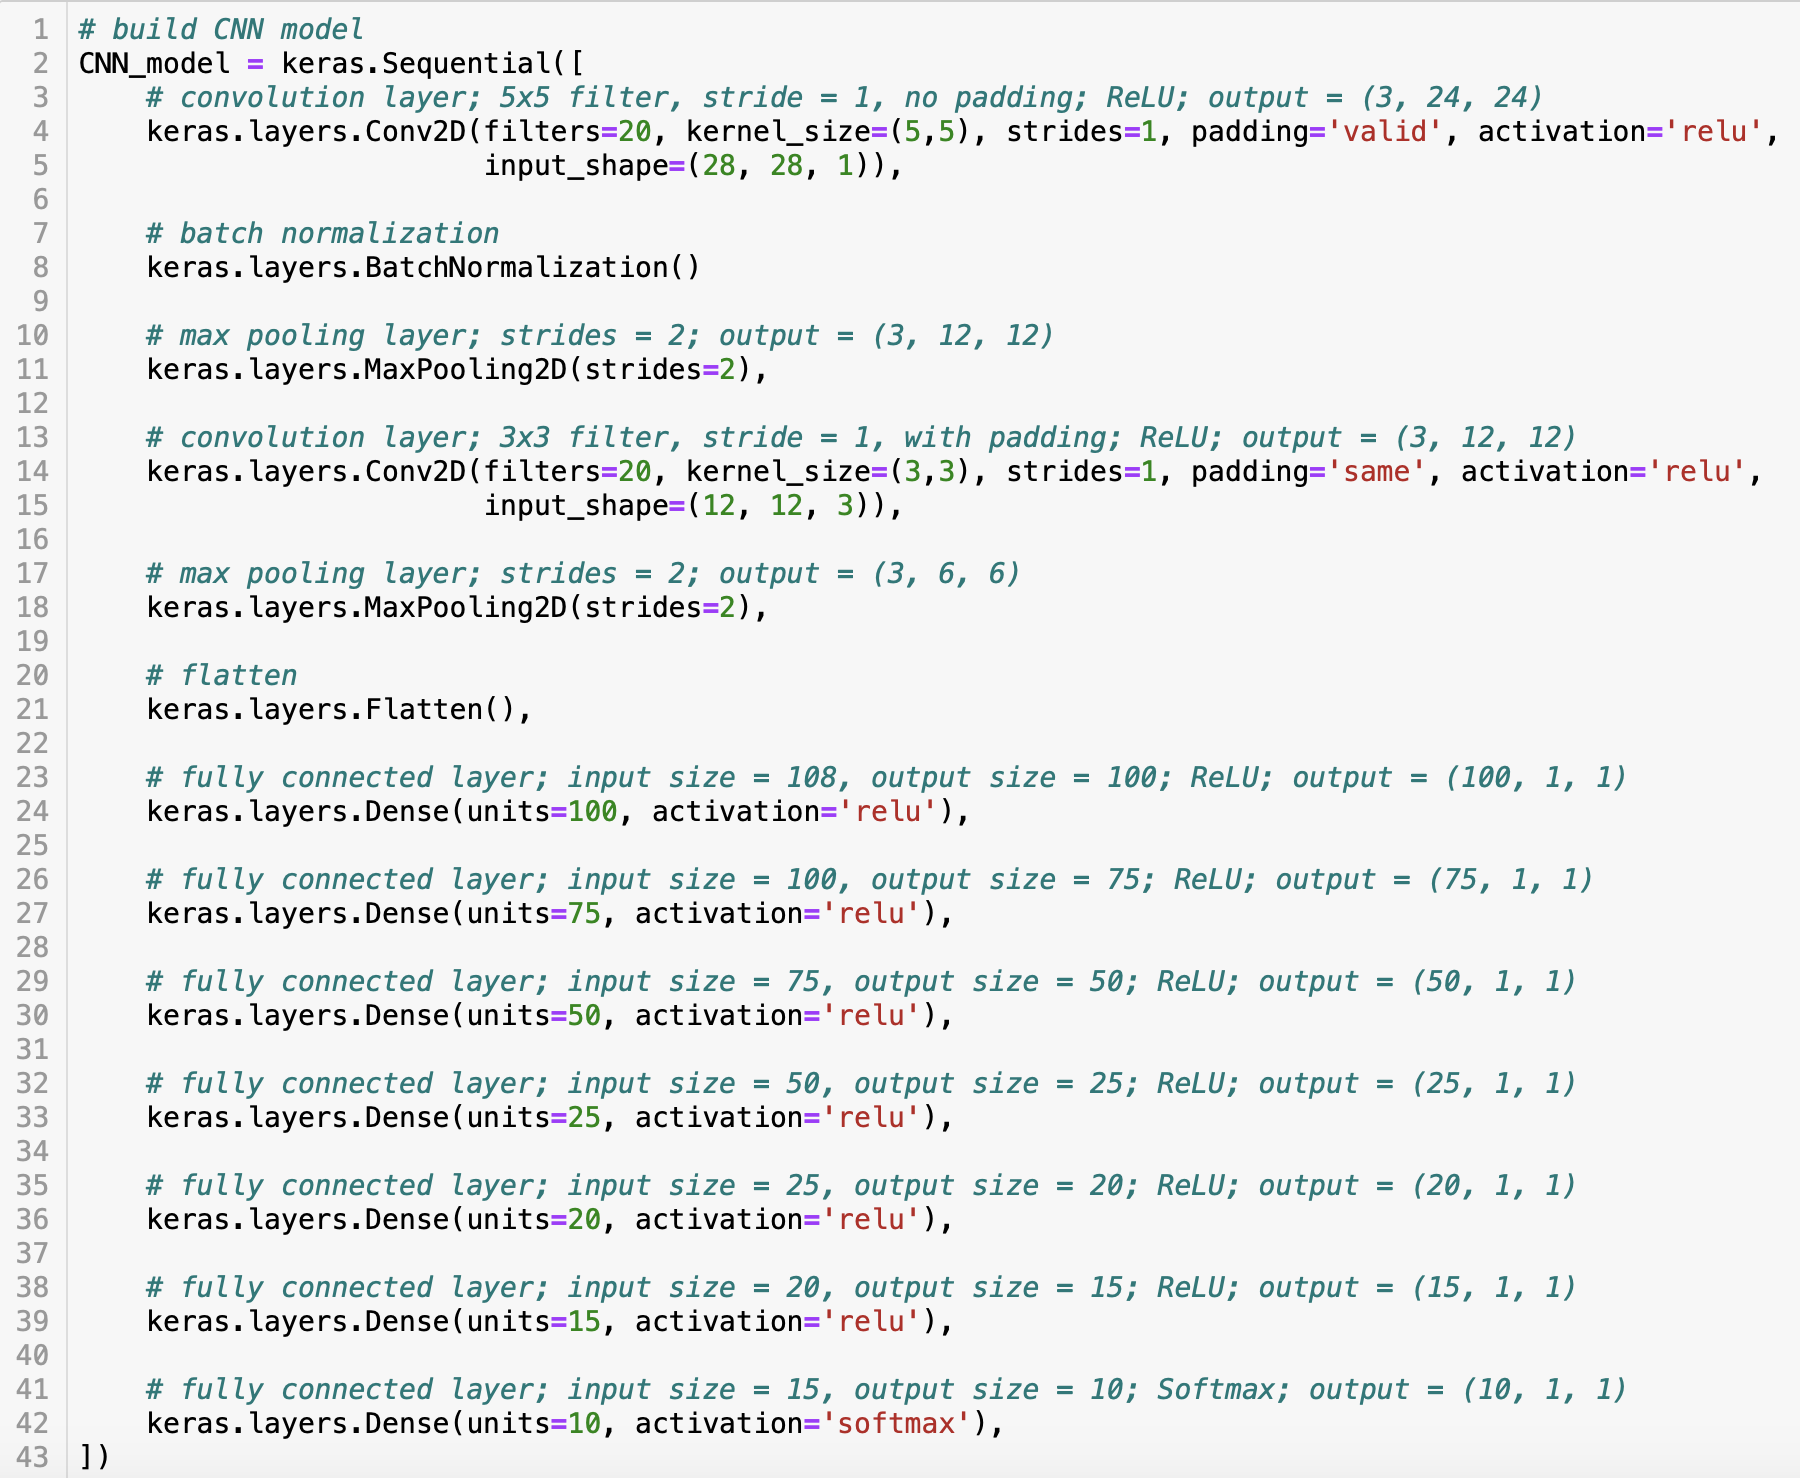 1 # build CNN model
2 CNN_model = keras.Sequential([
3     # convolution layer; 5x5 filter, stride = 1, no padding; ReLU; output = (3, 24, 24)
4     keras.layers.Conv2D(filters=20, kernel_size=(5,5), strides=1, padding='valid', activation='relu',
5                         input_shape=(28, 28, 1)),
6
7     # batch normalization
8     keras.layers.BatchNormalization()
9
10     # max pooling layer; strides = 2; output = (3, 12, 12)
11     keras.layers.MaxPooling2D(strides=2),
12
13     # convolution layer; 3x3 filter, stride = 1, with padding; ReLU; output = (3, 12, 12)
14     keras.layers.Conv2D(filters=20, kernel_size=(3,3), strides=1, padding='same', activation='relu',
15                         input_shape=(12, 12, 3)),
16
17     # max pooling layer; strides = 2; output = (3, 6, 6)
18     keras.layers.MaxPooling2D(strides=2),
19
20     # flatten
21     keras.layers.Flatten(),
22
23     # fully connected layer; input size = 108, output size = 100; ReLU; output = (100, 1, 1)
24     keras.layers.Dense(units=100, activation='relu'),
25
26     # fully connected layer; input size = 100, output size = 75; ReLU; output = (75, 1, 1)
27     keras.layers.Dense(units=75, activation='relu'),
28
29     # fully connected layer; input size = 75, output size = 50; ReLU; output = (50, 1, 1)
30     keras.layers.Dense(units=50, activation='relu'),
31
32     # fully connected layer; input size = 50, output size = 25; ReLU; output = (25, 1, 1)
33     keras.layers.Dense(units=25, activation='relu'),
34
35     # fully connected layer; input size = 25, output size = 20; ReLU; output = (20, 1, 1)
36     keras.layers.Dense(units=20, activation='relu'),
37
38     # fully connected layer; input size = 20, output size = 15; ReLU; output = (15, 1, 1)
39     keras.layers.Dense(units=15, activation='relu'),
40
41     # fully connected layer; input size = 15, output size = 10; Softmax; output = (10, 1, 1)
42     keras.layers.Dense(units=10, activation='softmax'),
43 ])